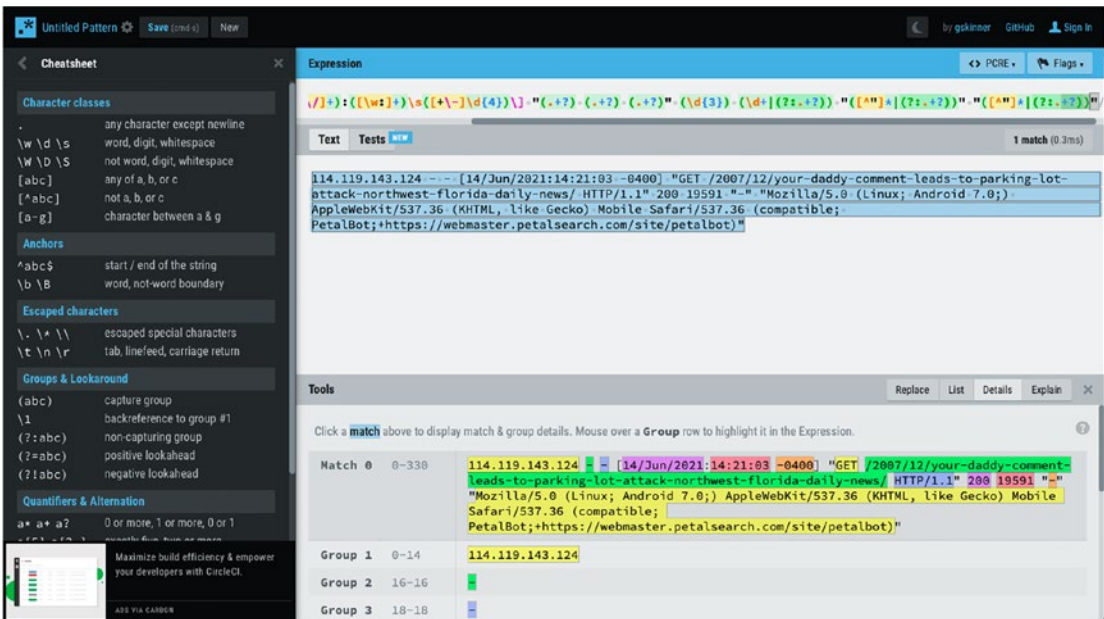 Untitled Pattern Save (cmd-s) New by gskinner GitHub Sign In
Cheatsheet
Character classes
. any character except newline
\w \d \s word, digit, whitespace
\W \D \S not word, digit, whitespace
[abc] any of a, b, or c
[^abc] not a, b, or c
[a-g] character between a & g
Anchors
^abc$ start / end of the string
\b \B word, not-word boundary
Escaped characters
\. \* \\ escaped special characters
\t \n \r tab, linefeed, carriage return
Groups & Lookaround
(abc) capture group
\1 backreference to group #1
(?:abc) non-capturing group
(?=abc) positive lookahead
(?!abc) negative lookahead
Quantifiers & Alternation
a* a+ a? 0 or more, 1 or more, 0 or 1
Maximize build efficiency & empower
your developers with CircleCI.
ADS VIA CARBON
Expression <> PCRE Flags
\/]+):([\w:]+)\s([+\-]\d{4})\] "(.+?) (.+?) (.+?)" (\d{3}) (\d+|(?:.+?)) "([^"]*|(?:.+?))" "([^"]*|(?:.+?))"/
Text Tests NEW 1 match (0.3ms)
114.119.143.124 - - [14/Jun/2021:14:21:03 -0400] "GET /2007/12/your-daddy-comment-leads-to-parking-lot-
attack-northwest-florida-daily-news/ HTTP/1.1" 200 19591 "-" "Mozilla/5.0 (Linux; Android 7.0;)
AppleWebKit/537.36 (KHTML, like Gecko) Mobile Safari/537.36 (compatible;
PetalBot;+https://webmaster.petalsearch.com/site/petalbot)"
Tools Replace List Details Explain
Click a match above to display match & group details. Mouse over a Group row to highlight it in the Expression.
Match 0 0-330 114.119.143.124 - - [14/Jun/2021:14:21:03 -0400] "GET /2007/12/your-daddy-comment-
leads-to-parking-lot-attack-northwest-florida-daily-news/ HTTP/1.1" 200 19591 "-"
"Mozilla/5.0 (Linux; Android 7.0;) AppleWebKit/537.36 (KHTML, like Gecko) Mobile
Safari/537.36 (compatible;
PetalBot;+https://webmaster.petalsearch.com/site/petalbot)"
Group 1 0-14 114.119.143.124
Group 2 16-16 -
Group 3 18-18 -